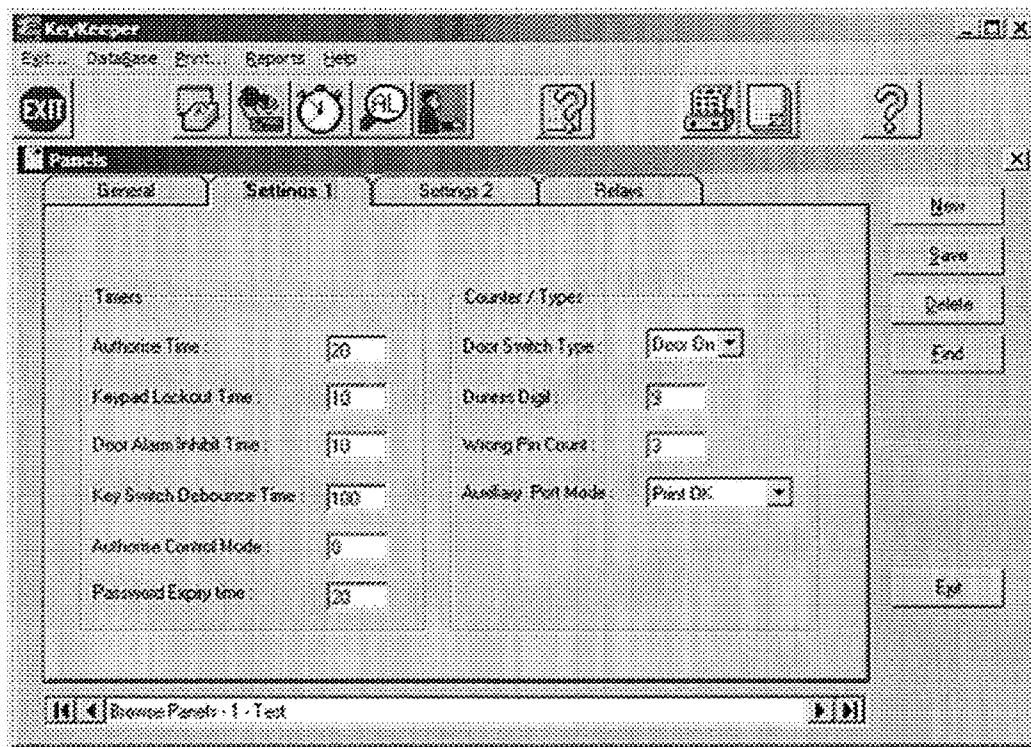 KeyKeeper
Exit... DataBase Print... Reports Help
EXIT AL
Panels
General Settings 1 Settings 2 Relays
New
Save
Delete
Find
Exit
Timers
Authorise Time : 20
Keypad Lockout Time : 10
Door Alarm Inhibit Time : 10
Key Switch Debounce Time : 100
Authorise Control Mode : 0
Password Expiry time : 23
Counter / Types
Door Switch Type : Door On
Duress Digit : 9
Wrong Pin Count : 3
Auxiliary Port Mode : Print OK
Browse Panels - 1 - Test